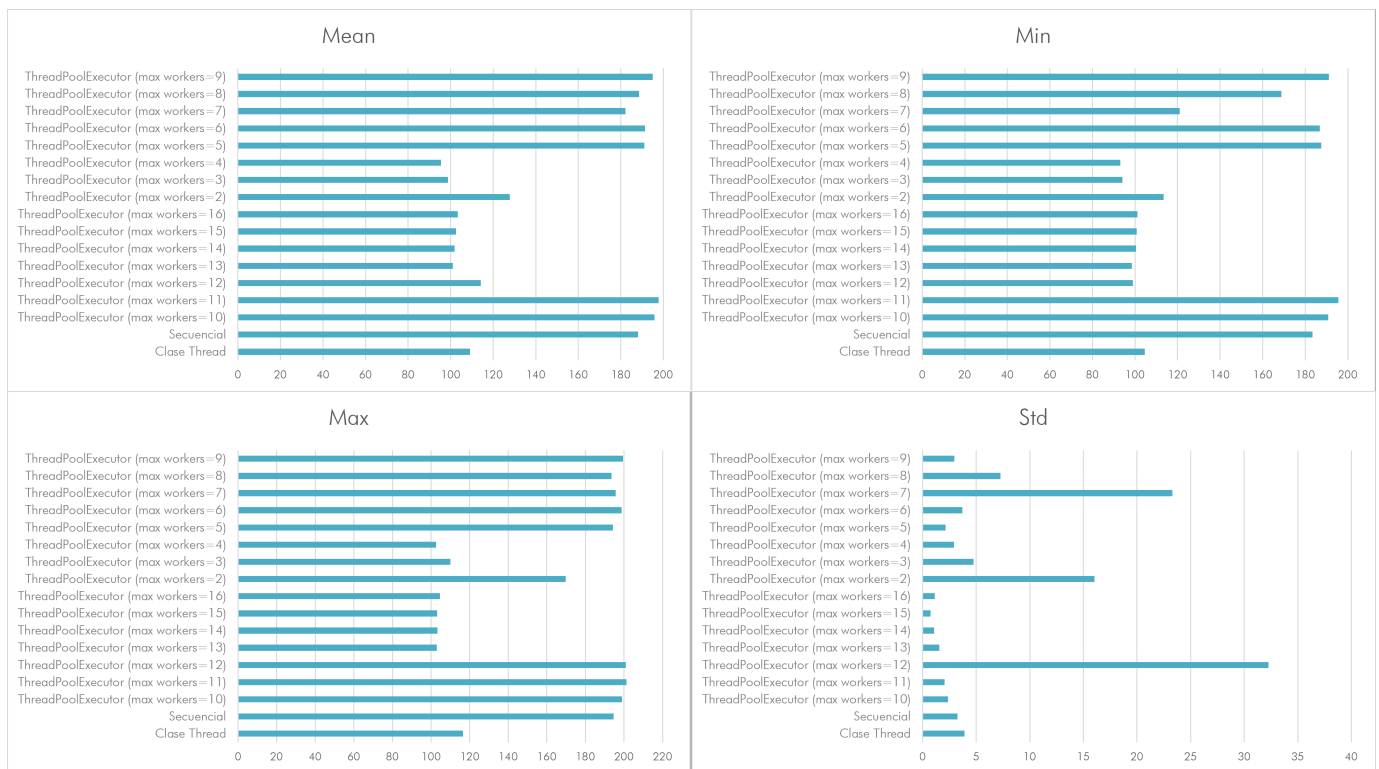 Mean
ThreadPoolExecutor (max workers=9)
ThreadPoolExecutor (max workers=8)
ThreadPoolExecutor (max workers=7)
ThreadPoolExecutor (max workers=6)
ThreadPoolExecutor (max workers=5)
ThreadPoolExecutor (max workers=4)
ThreadPoolExecutor (max workers=3)
ThreadPoolExecutor (max workers=2)
ThreadPoolExecutor (max workers=16)
ThreadPoolExecutor (max workers=15)
ThreadPoolExecutor (max workers=14)
ThreadPoolExecutor (max workers=13)
ThreadPoolExecutor (max workers=12)
ThreadPoolExecutor (max workers=11)
ThreadPoolExecutor (max workers=10)
Secuencial
Clase Thread
0 20 40 60 80 100 120 140 160 180 200
Min
ThreadPoolExecutor (max workers=9)
ThreadPoolExecutor (max workers=8)
ThreadPoolExecutor (max workers=7)
ThreadPoolExecutor (max workers=6)
ThreadPoolExecutor (max workers=5)
ThreadPoolExecutor (max workers=4)
ThreadPoolExecutor (max workers=3)
ThreadPoolExecutor (max workers=2)
ThreadPoolExecutor (max workers=16)
ThreadPoolExecutor (max workers=15)
ThreadPoolExecutor (max workers=14)
ThreadPoolExecutor (max workers=13)
ThreadPoolExecutor (max workers=12)
ThreadPoolExecutor (max workers=11)
ThreadPoolExecutor (max workers=10)
Secuencial
Clase Thread
0 20 40 60 80 100 120 140 160 180 200
Max
ThreadPoolExecutor (max workers=9)
ThreadPoolExecutor (max workers=8)
ThreadPoolExecutor (max workers=7)
ThreadPoolExecutor (max workers=6)
ThreadPoolExecutor (max workers=5)
ThreadPoolExecutor (max workers=4)
ThreadPoolExecutor (max workers=3)
ThreadPoolExecutor (max workers=2)
ThreadPoolExecutor (max workers=16)
ThreadPoolExecutor (max workers=15)
ThreadPoolExecutor (max workers=14)
ThreadPoolExecutor (max workers=13)
ThreadPoolExecutor (max workers=12)
ThreadPoolExecutor (max workers=11)
ThreadPoolExecutor (max workers=10)
Secuencial
Clase Thread
0 20 40 60 80 100 120 140 160 180 200 220
Std
ThreadPoolExecutor (max workers=9)
ThreadPoolExecutor (max workers=8)
ThreadPoolExecutor (max workers=7)
ThreadPoolExecutor (max workers=6)
ThreadPoolExecutor (max workers=5)
ThreadPoolExecutor (max workers=4)
ThreadPoolExecutor (max workers=3)
ThreadPoolExecutor (max workers=2)
ThreadPoolExecutor (max workers=16)
ThreadPoolExecutor (max workers=15)
ThreadPoolExecutor (max workers=14)
ThreadPoolExecutor (max workers=13)
ThreadPoolExecutor (max workers=12)
ThreadPoolExecutor (max workers=11)
ThreadPoolExecutor (max workers=10)
Secuencial
Clase Thread
0 5 10 15 20 25 30 35 40